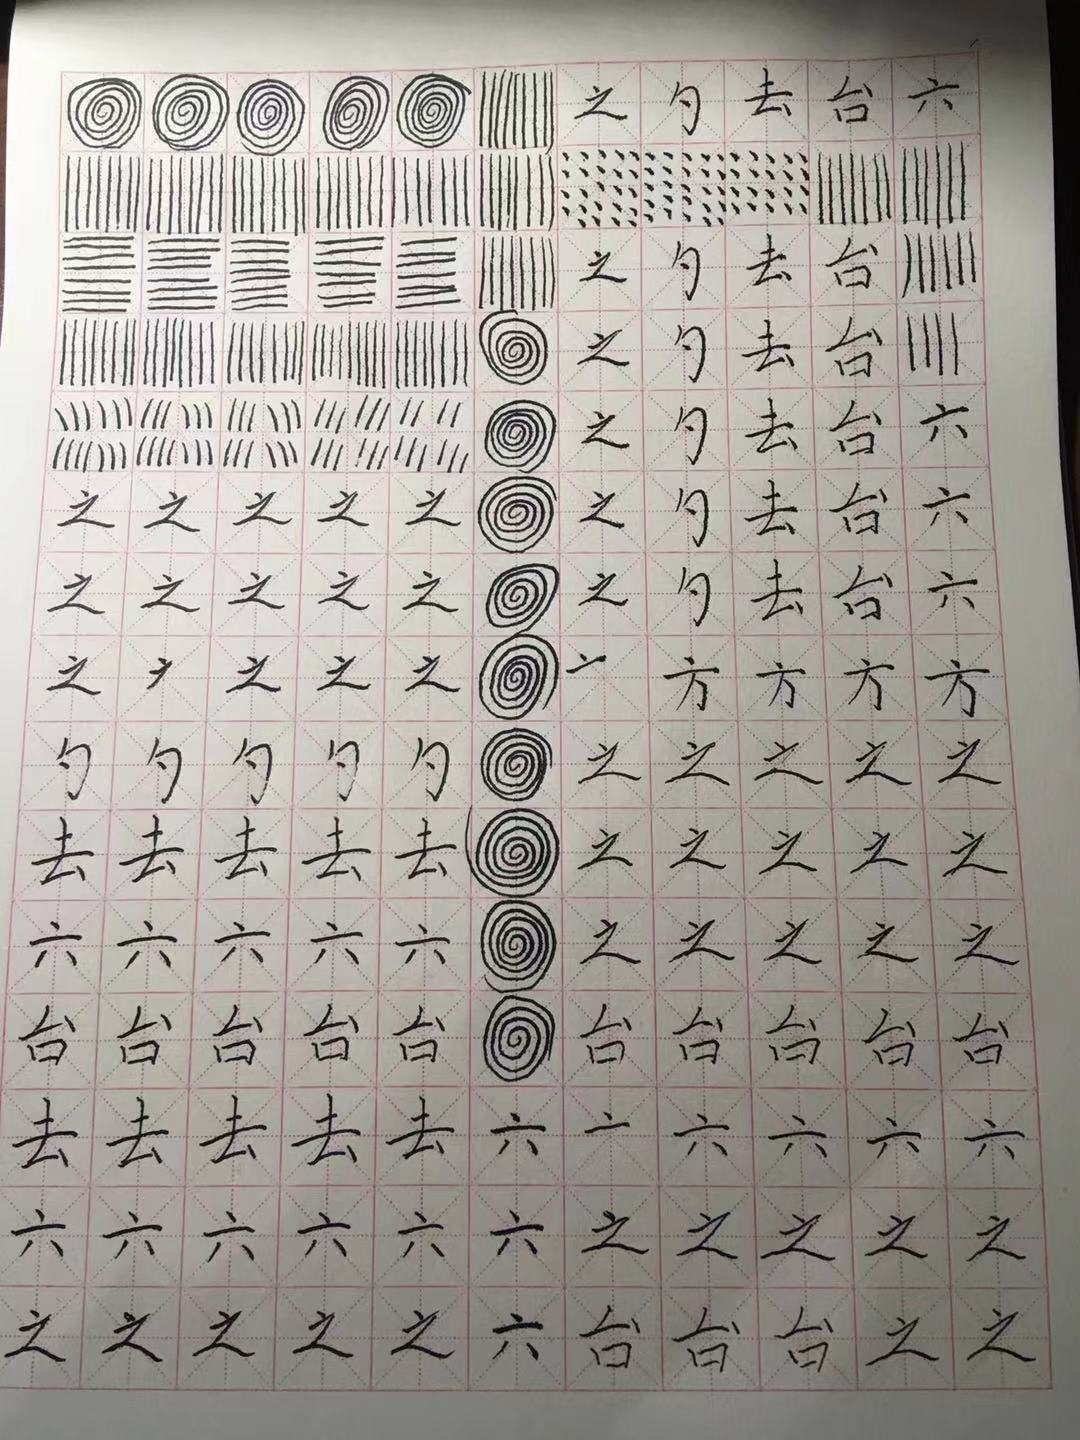 之 勺 去 台 六
之 勺 去 台
之 勺 去 台
之 勺 去 台 六
之 之 之 之 之 之 勺 去 台 六
之 之 之 之 之 之 勺 去 台 六
之 之 之 之 亠 方 方 方 方
勺 勺 勺 勺 勺 之 之 之 之 之
去 去 去 去 去 之 之 之 之 之
六 六 六 六 六 之 之 之 之 之
台 台 台 台 台 台 台 台 台 台
去 去 去 去 去 六 亠 六 六 六 六
六 六 六 六 六 六 之 之 之 之 之
之 之 之 之 之 六 台 台 台 之 之